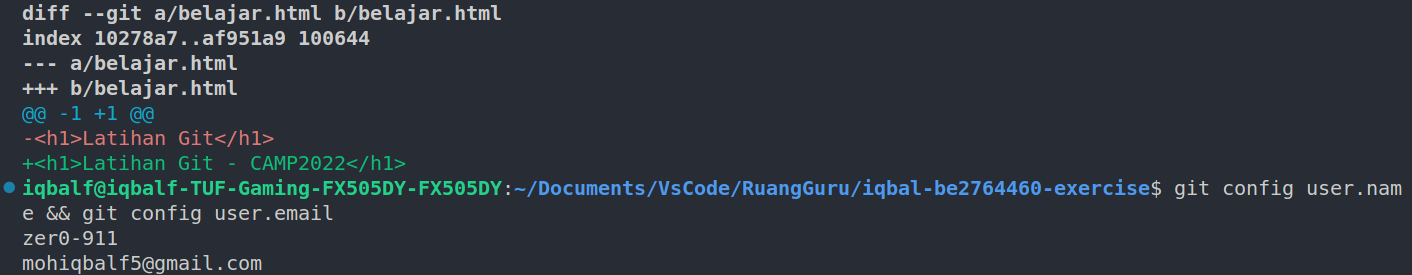 diff --git a/belajar.html b/belajar.html
index 10278a7..af951a9 100644
--- a/belajar.html
+++ b/belajar.html
@@ -1 +1 @@
-<h1>Latihan Git</h1>
+<h1>Latihan Git - CAMP2022</h1>
iqbalf@iqbalf-TUF-Gaming-FX505DY-FX505DY:~/Documents/VsCode/RuangGuru/iqbal-be2764460-exercise$ git config user.nam
e && git config user.email
zer0-911
mohiqbalf5@gmail.com